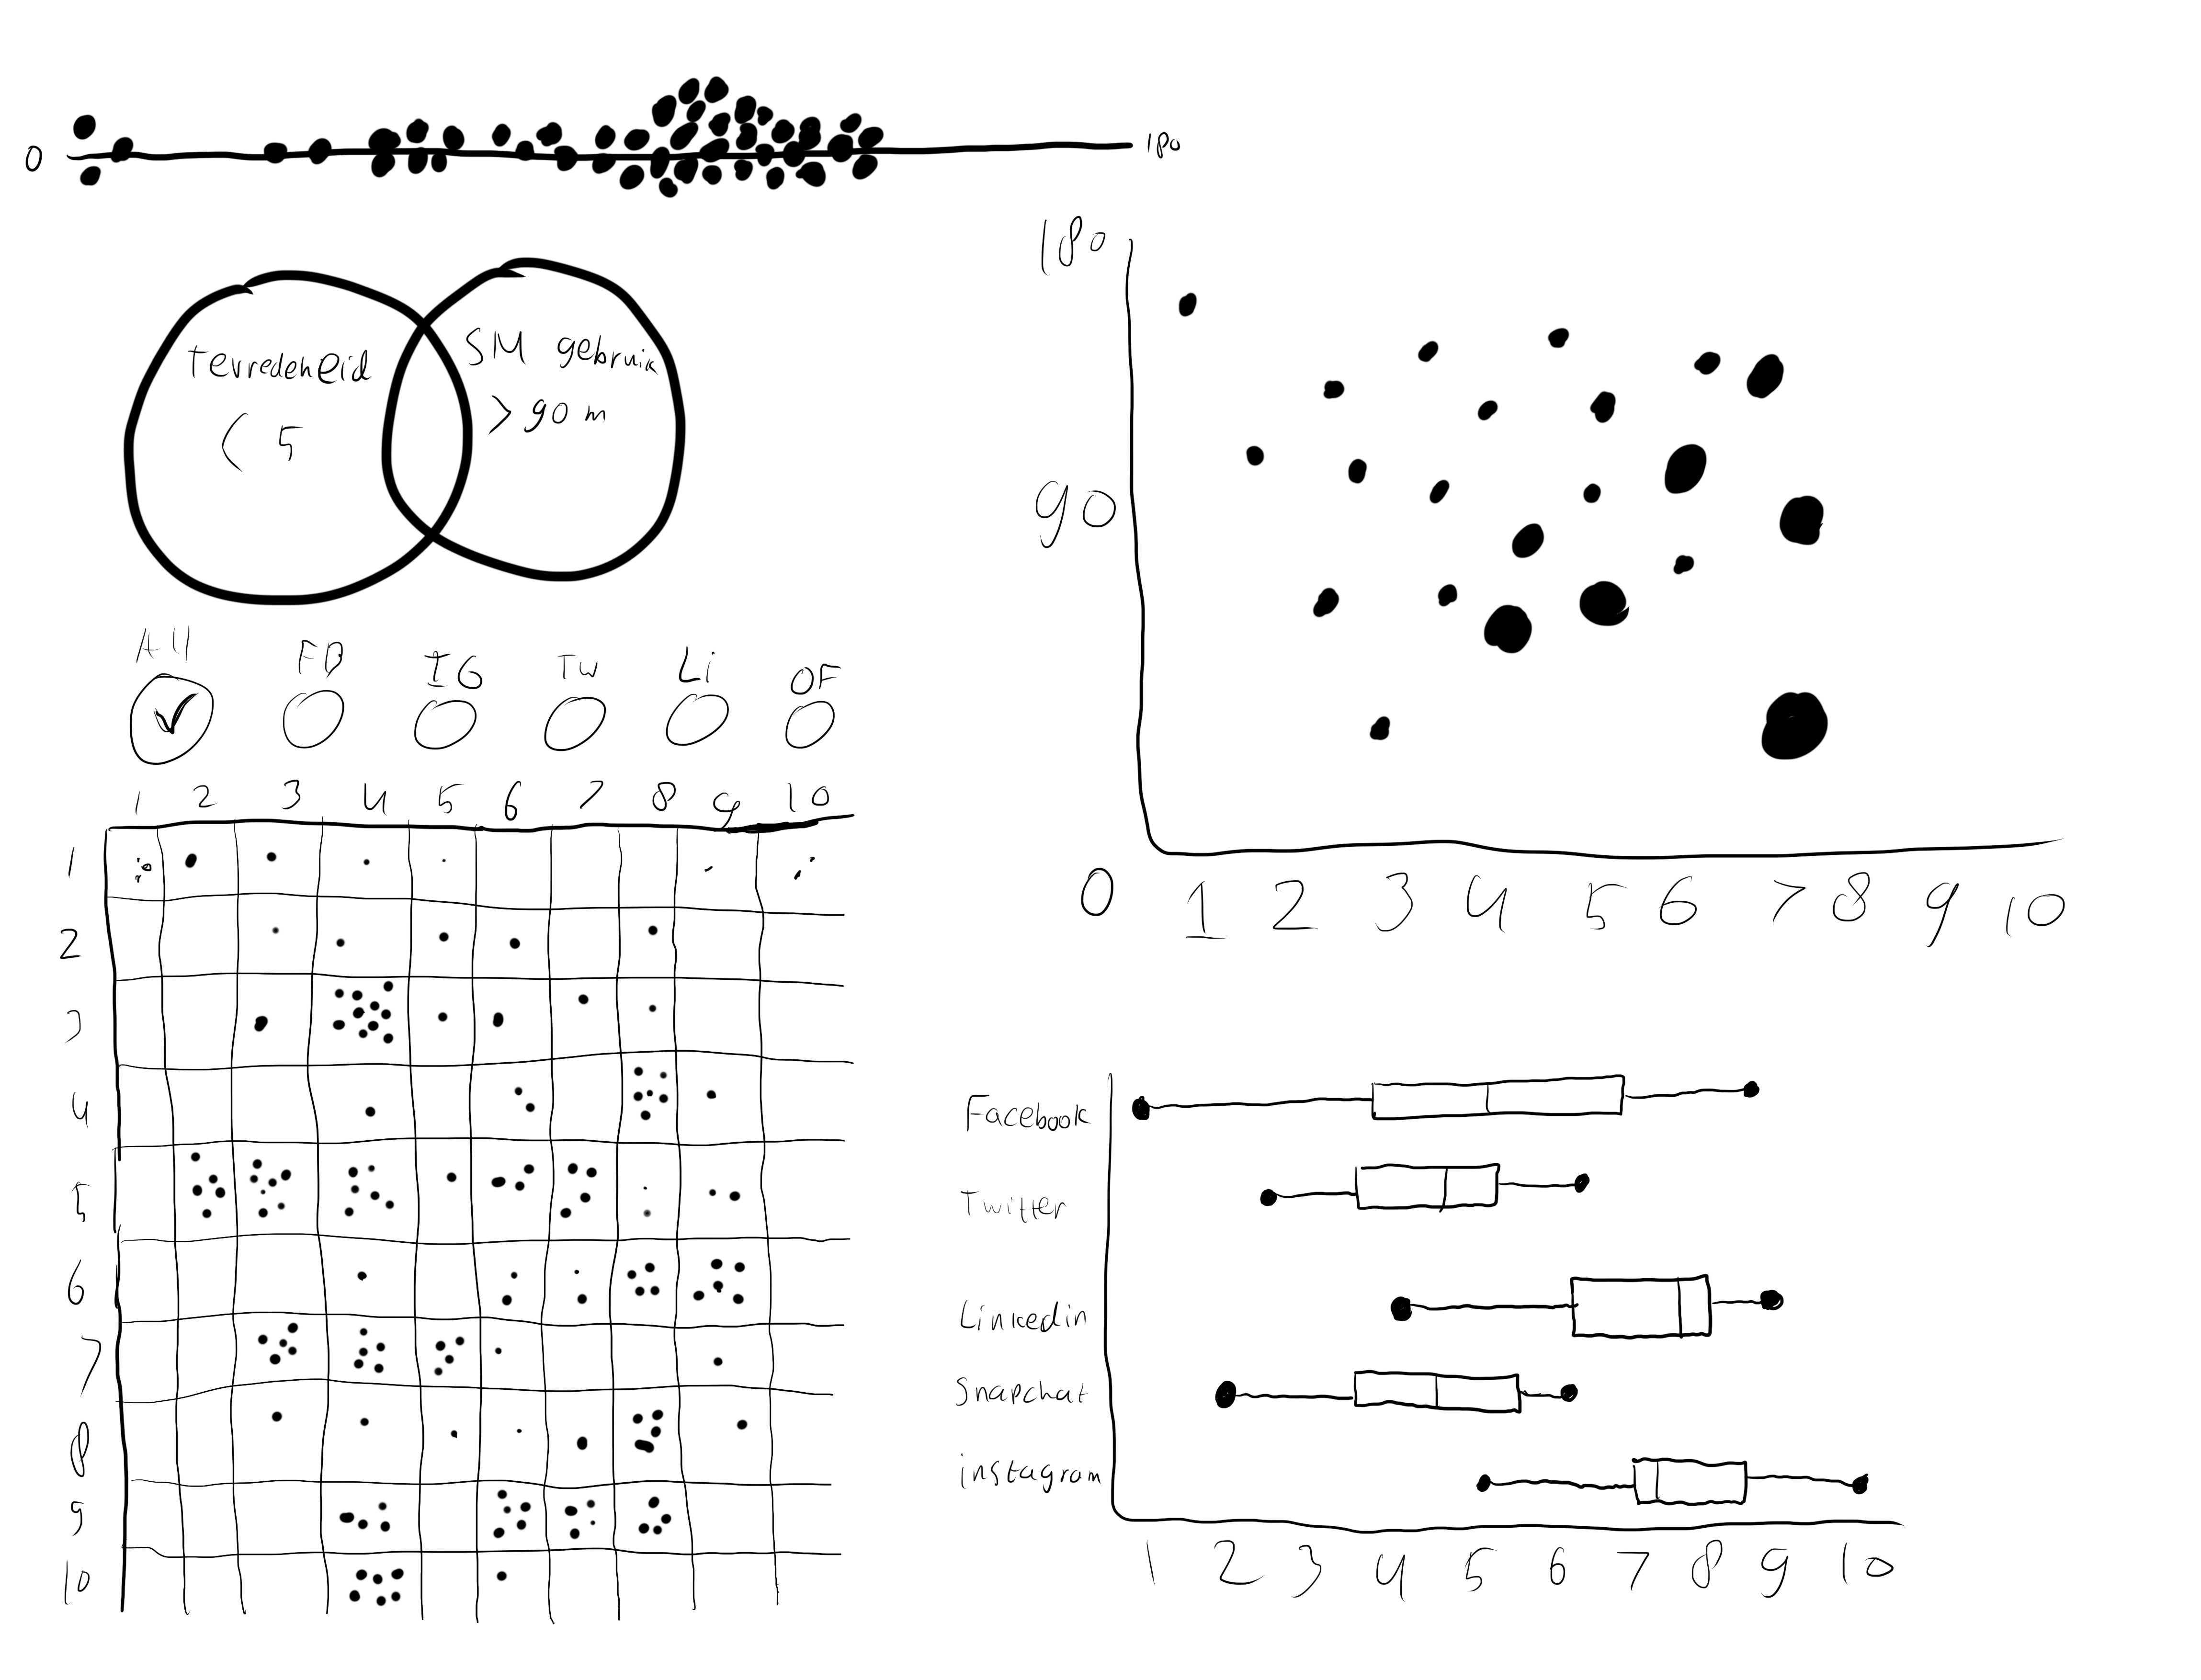 0 180
tevredenheid
< 5
SM gebruik
> 90 m
All FB IG TW Li OF
1 2 3 4 5 6 7 8 9 10
1
2
3
4
5
6
7
8
9
10
180
90
0 1 2 3 4 5 6 7 8 9 10
Facebook
Twitter
Linkedin
Snapchat
instagram
1 2 3 4 5 6 7 8 9 10